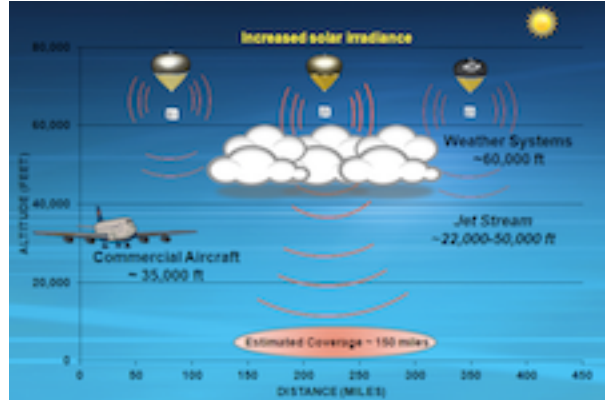 Increased solar irradiance
80,000
60,000
40,000
20,000
0
ALTITUDE (FEET)
Weather Systems
~60,000 ft
Jet Stream
~22,000-50,000 ft
Commercial Aircraft
~ 35,000 ft
Estimated Coverage ~ 150 miles
0 50 100 150 200 250 300 350 400 450
DISTANCE (MILES)